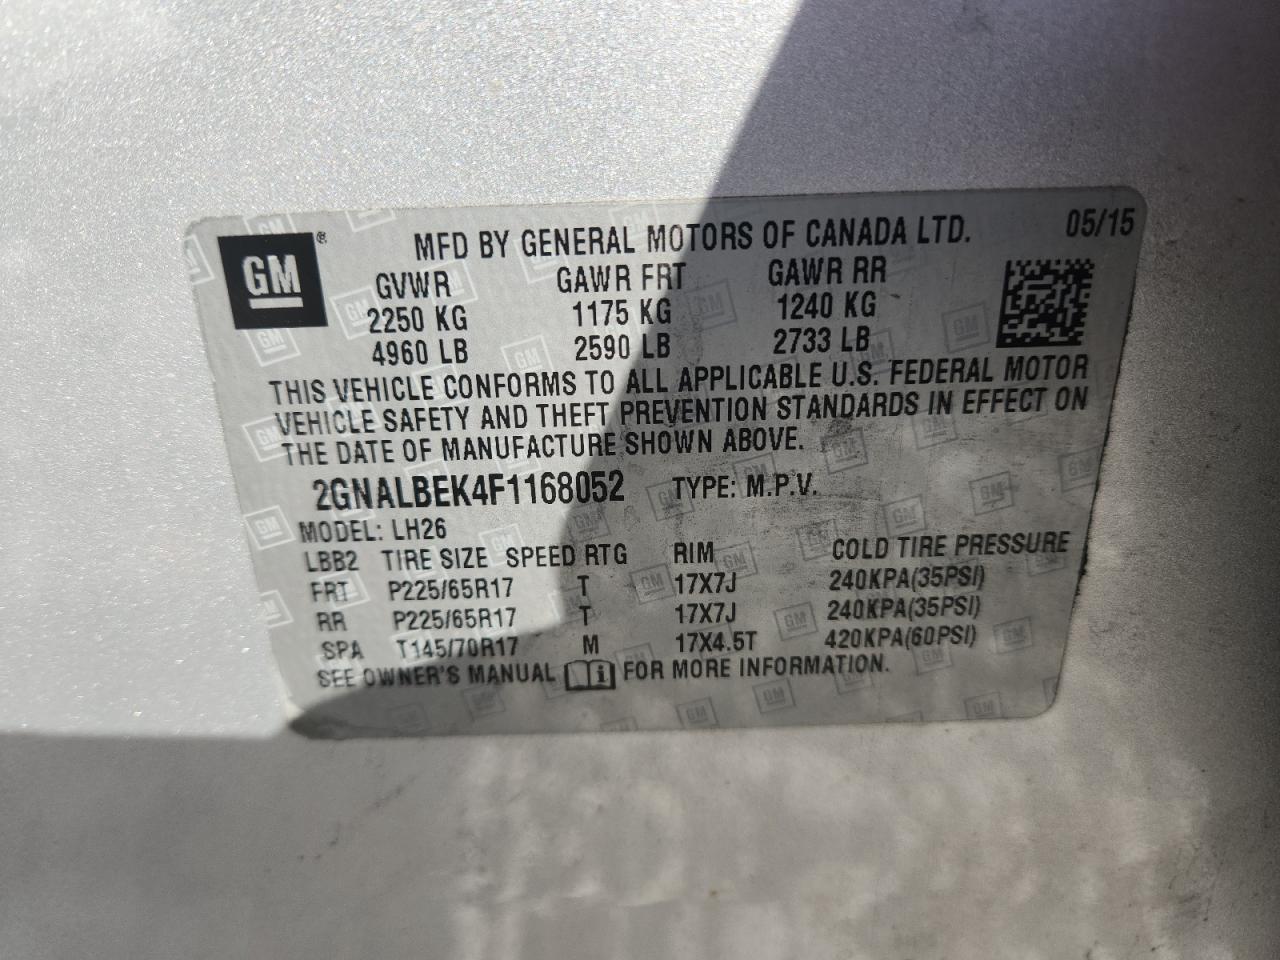 GM®
MFD BY GENERAL MOTORS OF CANADA LTD. 05/15
GVWR GAWR FRT GAWR RR
2250 KG 1175 KG 1240 KG
4960 LB 2590 LB 2733 LB
THIS VEHICLE CONFORMS TO ALL APPLICABLE U.S. FEDERAL MOTOR
VEHICLE SAFETY AND THEFT PREVENTION STANDARDS IN EFFECT ON
THE DATE OF MANUFACTURE SHOWN ABOVE.
2GNALBEK4F1168052 TYPE: M.P.V.
MODEL: LH26
LBB2 TIRE SIZE SPEED RTG RIM COLD TIRE PRESSURE
FRT P225/65R17 T 17X7J 240KPA(35PSI)
RR P225/65R17 T 17X7J 240KPA(35PSI)
SPA T145/70R17 M 17X4.5T 420KPA(60PSI)
SEE OWNER'S MANUAL i FOR MORE INFORMATION.